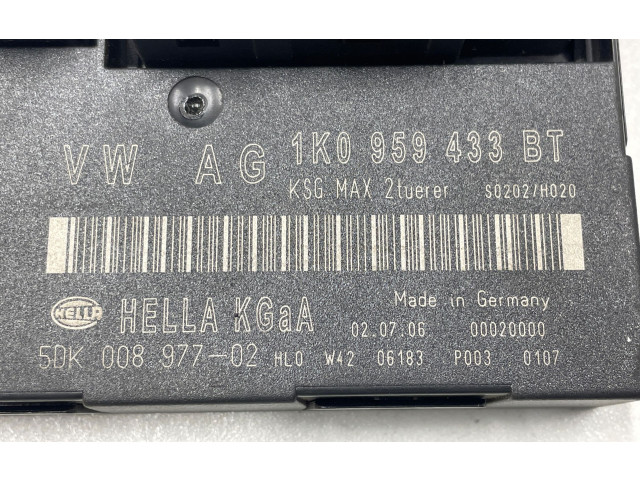 VW AG 1K0 959 433 BT
KSG MAX 2tuerer S0202/H020
HELLA HELLA KGaA Made in Germany
02.07.06 00020000
5DK 008 977-02 HL0 W42 06183 P003 0107